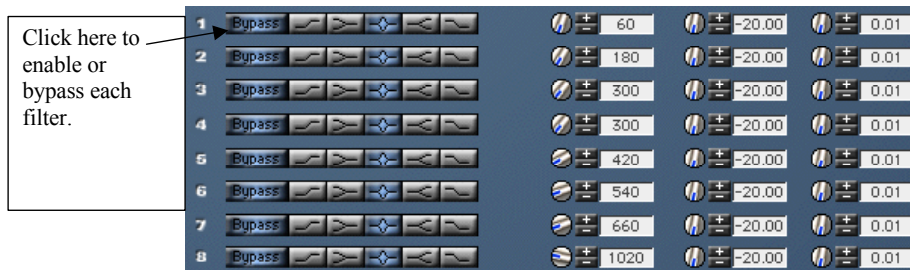 Click here to
enable or
bypass each
filter.
1 Bypass 60 -20.00 0.01
2 Bypass 180 -20.00 0.01
3 Bypass 300 -20.00 0.01
4 Bypass 300 -20.00 0.01
5 Bypass 420 -20.00 0.01
6 Bypass 540 -20.00 0.01
7 Bypass 660 -20.00 0.01
8 Bypass 1020 -20.00 0.01